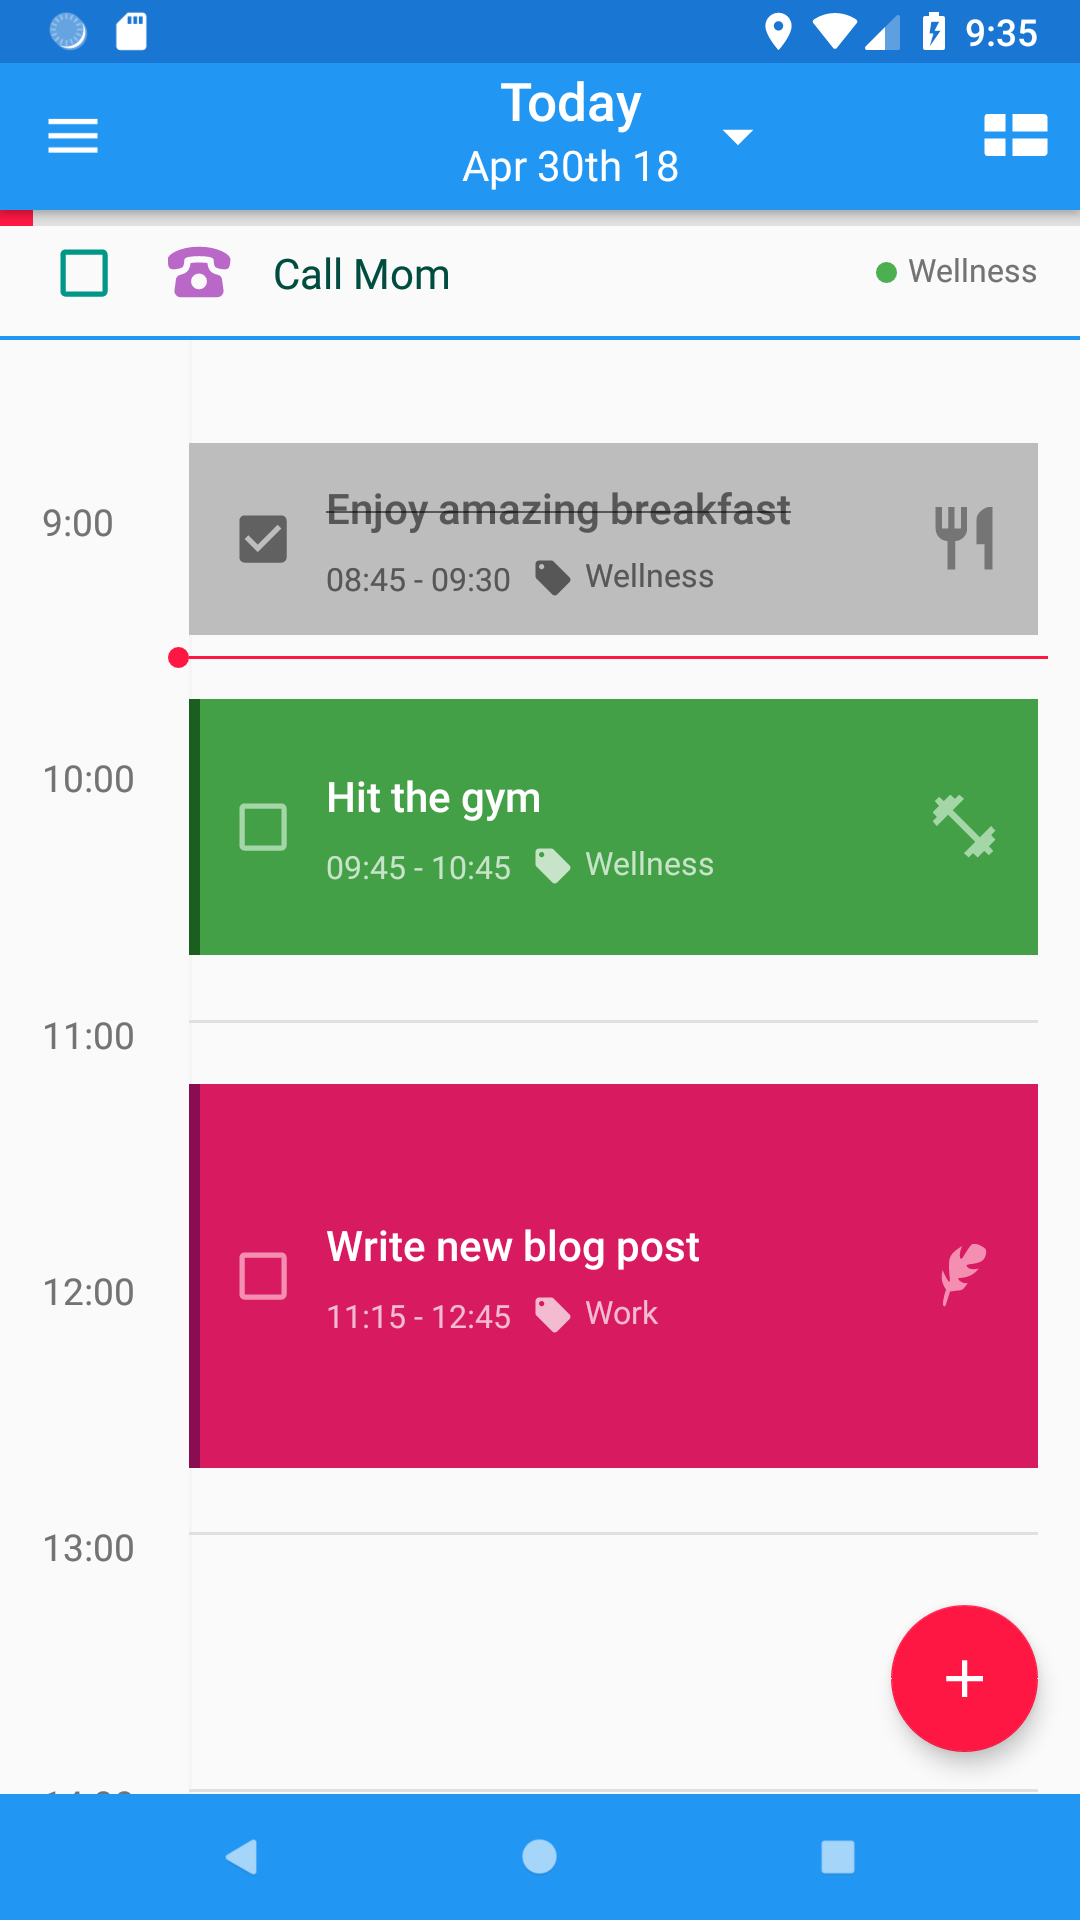 9:35
Today
Apr 30th 18
Call Mom
Wellness
9:00
Enjoy amazing breakfast
08:45 - 09:30 Wellness
10:00
Hit the gym
09:45 - 10:45 Wellness
11:00
Write new blog post
12:00
11:15 - 12:45 Work
13:00